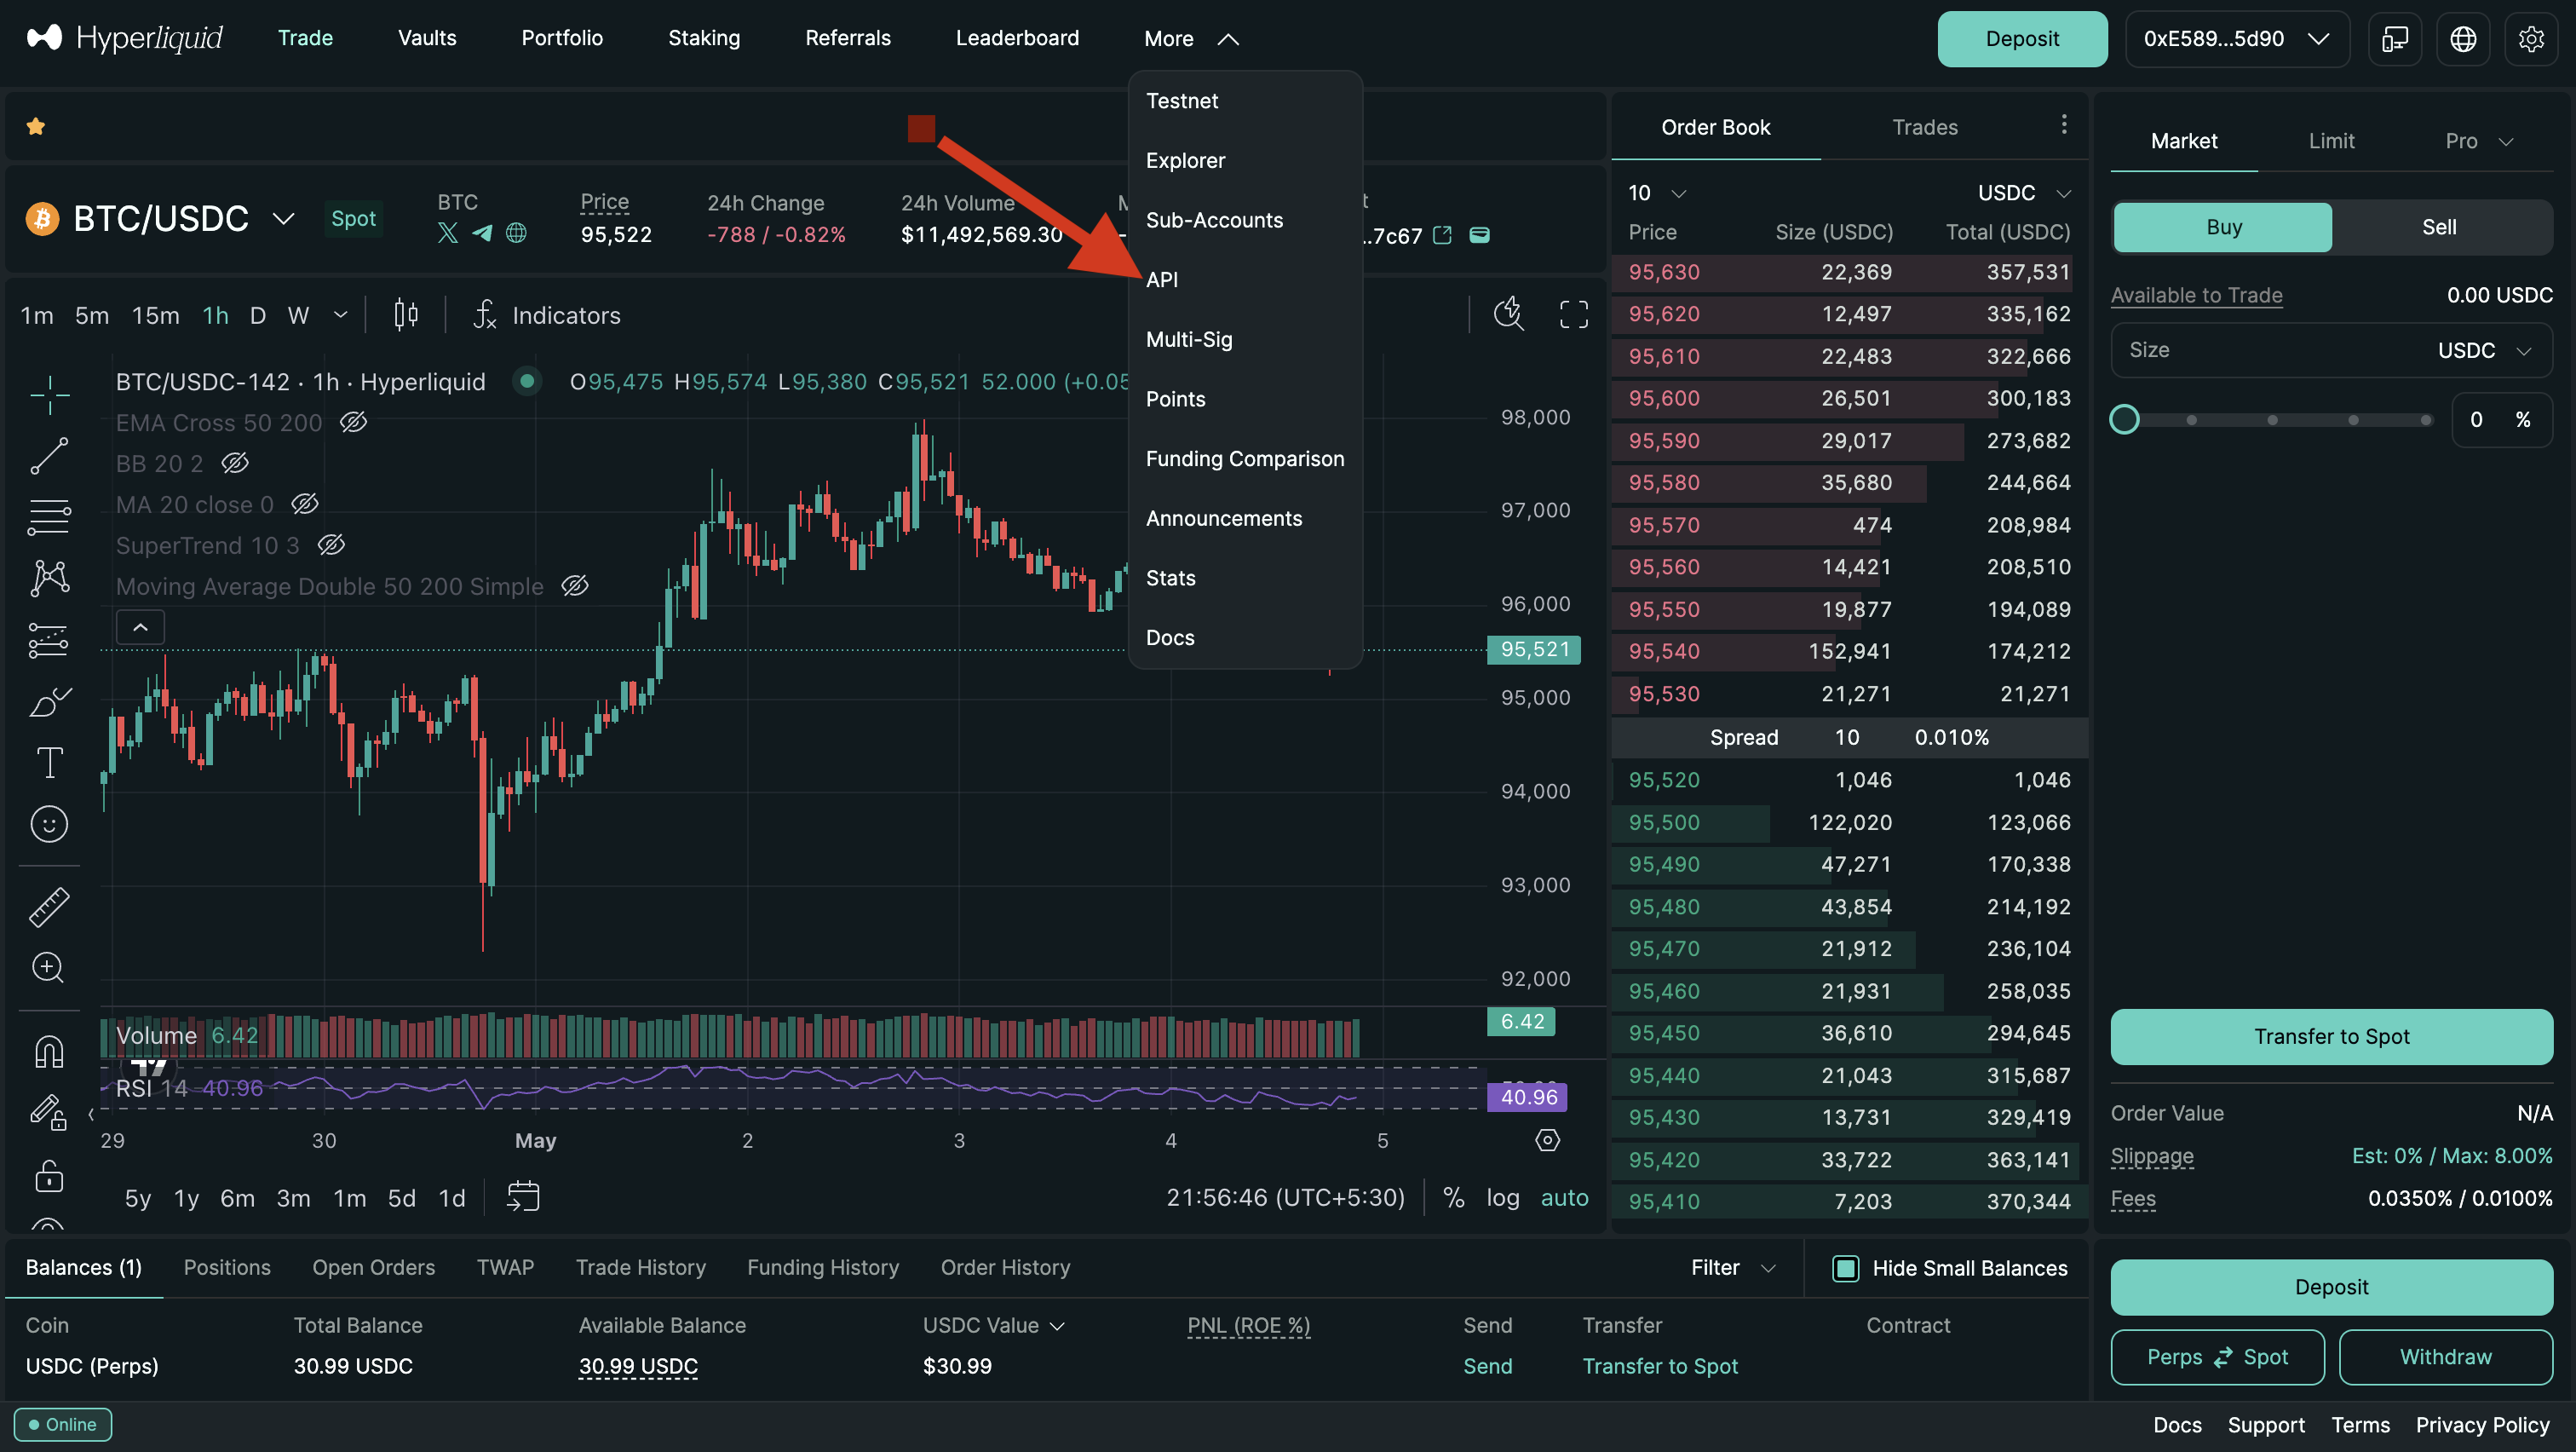 Hyperliquid
Trade Vaults Portfolio Staking Referrals Leaderboard More
Deposit 0xE589...5d90
Testnet
Explorer
Sub-Accounts
API
Multi-Sig
Points
Funding Comparison
Announcements
Stats
Docs
BTC/USDC Spot
BTC
Price
95,522
24h Change
-788 / -0.82%
24h Volume
$11,492,569.30
..7c67
1m 5m 15m 1h D W Indicators
BTC/USDC-142 · 1h · Hyperliquid O95,475 H95,574 L95,380 C95,521 52.000 (+0.05
EMA Cross 50 200
BB 20 2
MA 20 close 0
SuperTrend 10 3
Moving Average Double 50 200 Simple
98,000
97,000
96,000
95,521
95,000
94,000
93,000
92,000
Volume 6.42
6.42
RSI 14 40.96
40.96
29 30 May 2 3 4 5
5y 1y 6m 3m 1m 5d 1d
21:56:46 (UTC+5:30) % log auto
Order Book Trades
10 USDC
Price Size (USDC) Total (USDC)
95,630 22,369 357,531
95,620 12,497 335,162
95,610 22,483 322,666
95,600 26,501 300,183
95,590 29,017 273,682
95,580 35,680 244,664
95,570 474 208,984
95,560 14,421 208,510
95,550 19,877 194,089
95,540 152,941 174,212
95,530 21,271 21,271
Spread 10 0.010%
95,520 1,046 1,046
95,500 122,020 123,066
95,490 47,271 170,338
95,480 43,854 214,192
95,470 21,912 236,104
95,460 21,931 258,035
95,450 36,610 294,645
95,440 21,043 315,687
95,430 13,731 329,419
95,420 33,722 363,141
95,410 7,203 370,344
Market Limit Pro
Buy Sell
Available to Trade 0.00 USDC
Size USDC
0 %
Transfer to Spot
Order Value N/A
Slippage Est: 0% / Max: 8.00%
Fees 0.0350% / 0.0100%
Balances (1) Positions Open Orders TWAP Trade History Funding History Order History
Filter Hide Small Balances
Coin Total Balance Available Balance USDC Value PNL (ROE %) Send Transfer Contract
USDC (Perps) 30.99 USDC 30.99 USDC $30.99 Send Transfer to Spot
Deposit
Perps Spot Withdraw
Online
Docs Support Terms Privacy Policy